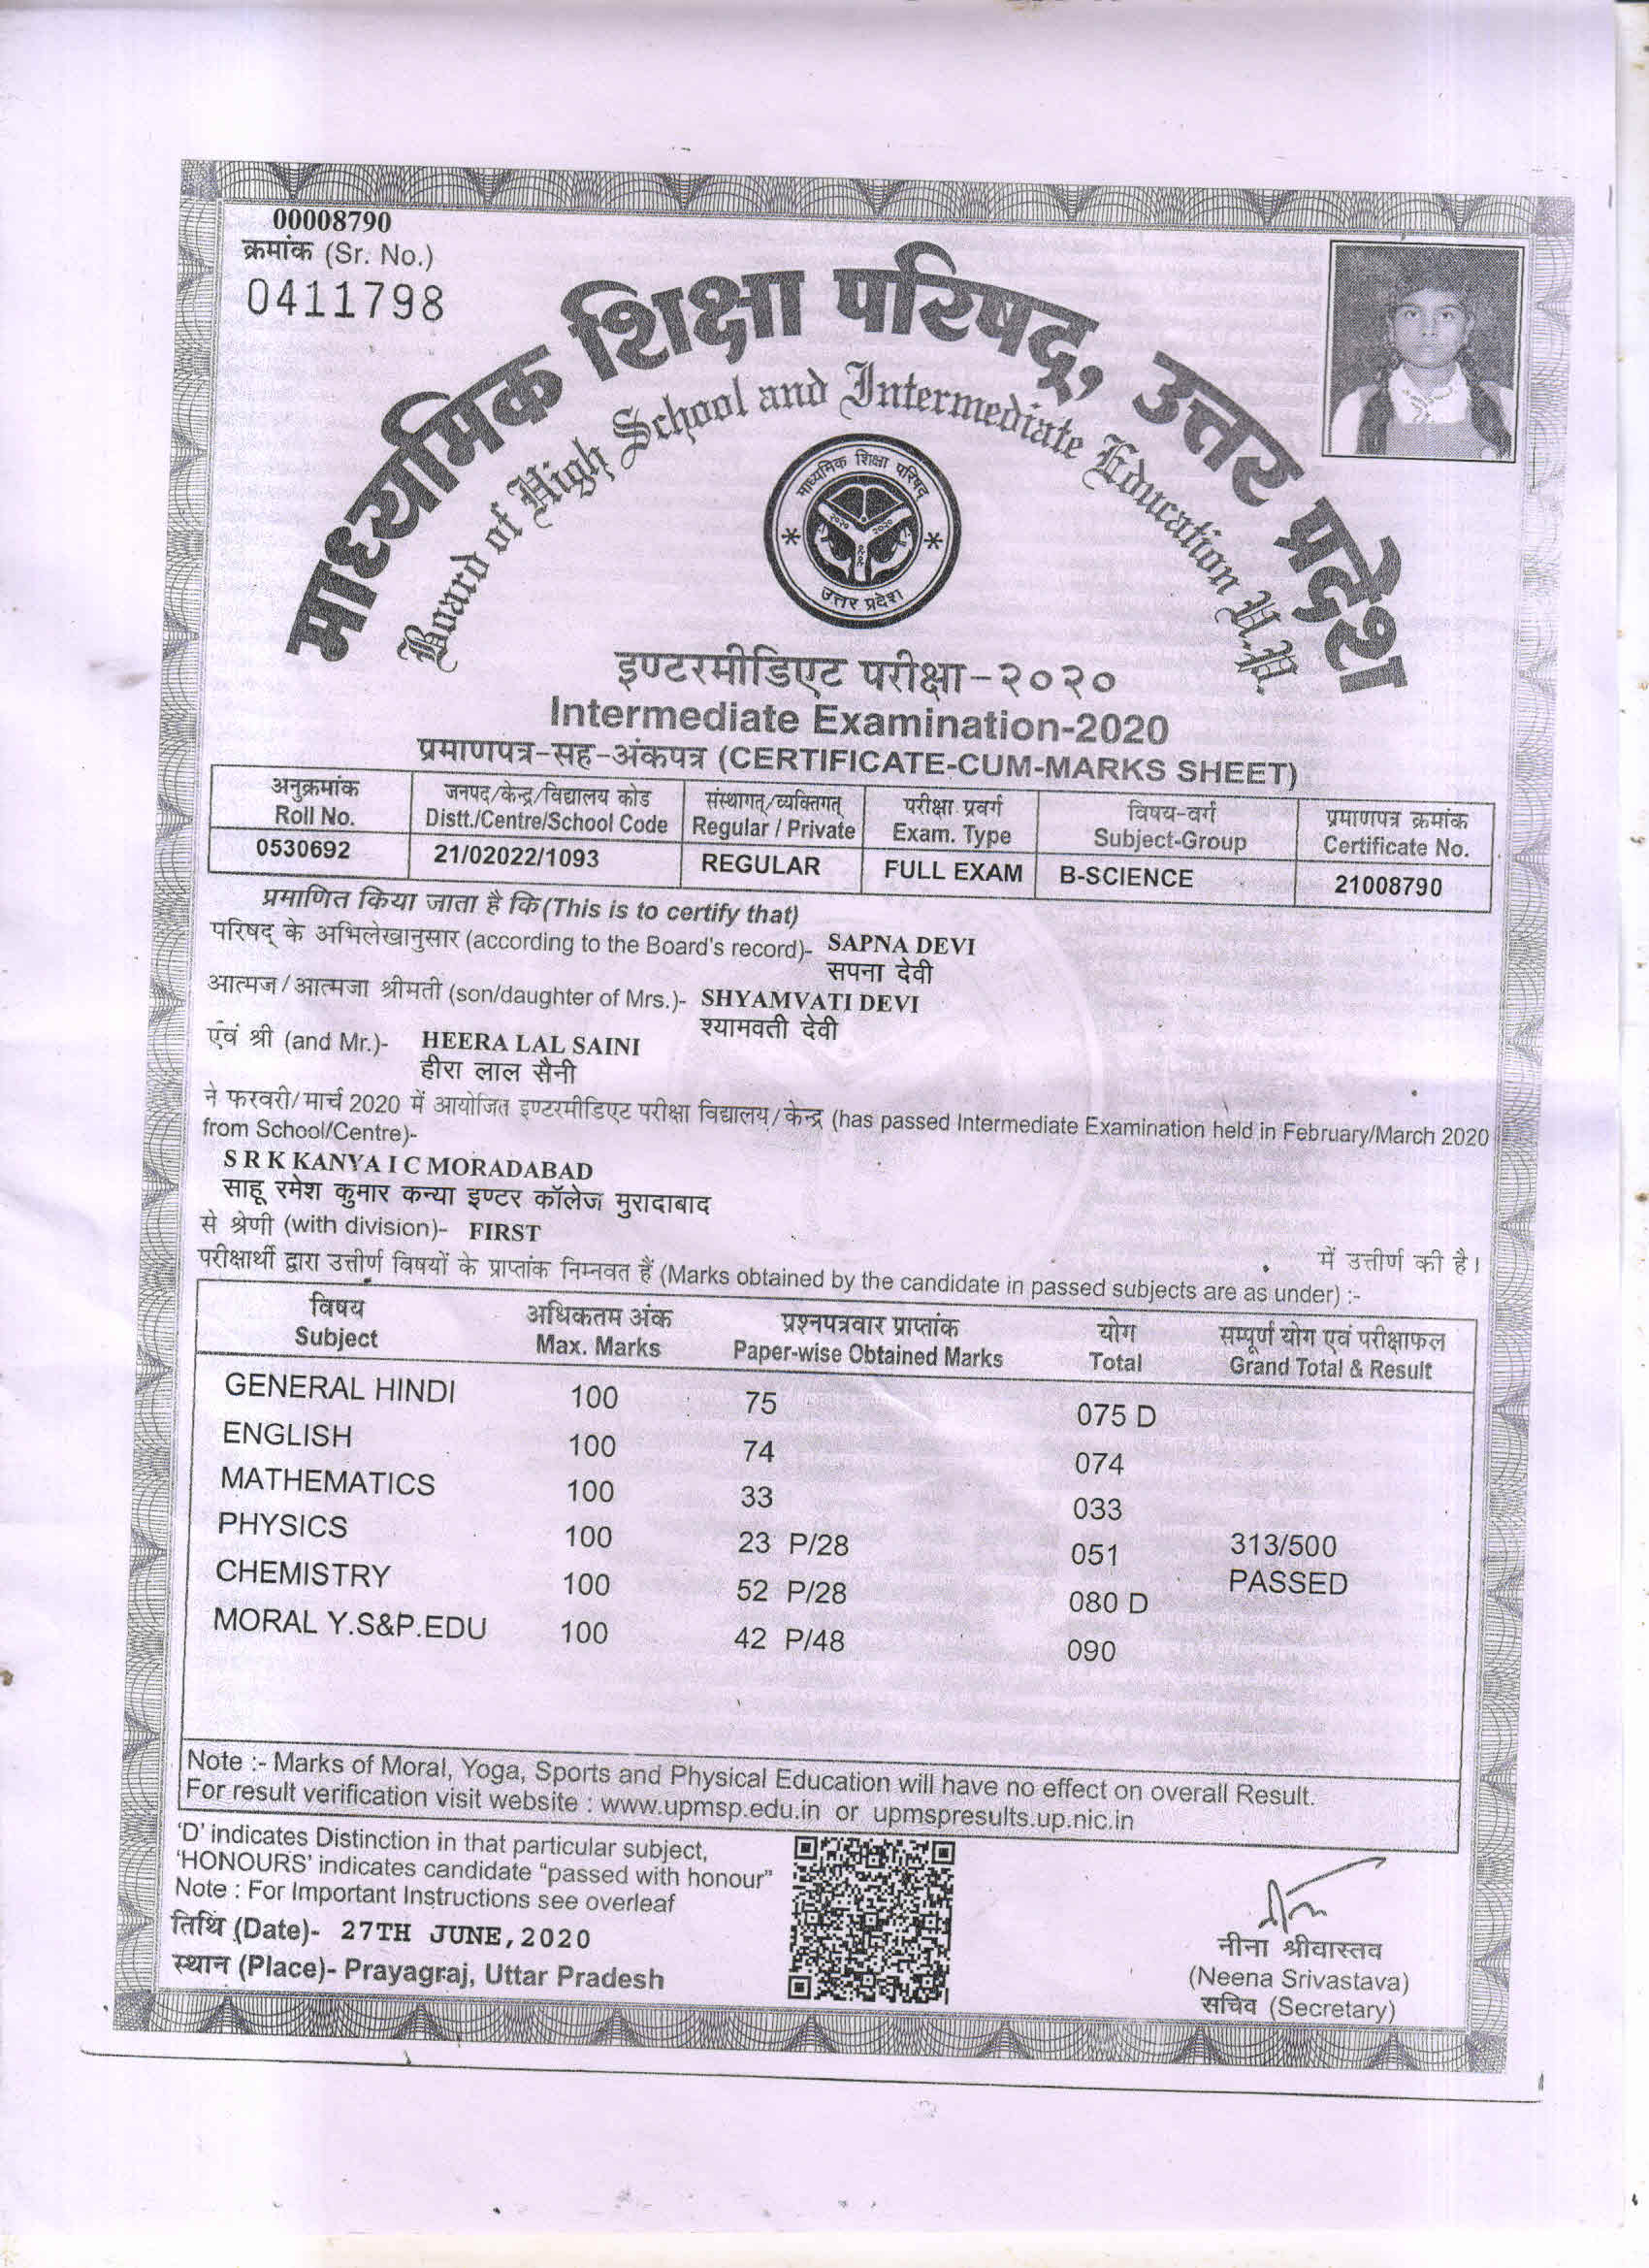 00008790
क्रमांक (Sr. No.)
0411798
माध्यमिक शिक्षा परिषद्, उत्तर प्रदेश
Board of High School and Intermediate Education U.P.
माध्यमिक शिक्षा परिषद्
उत्तर प्रदेश
इण्टरमीडिएट परीक्षा-२०२०
Intermediate Examination-2020
प्रमाणपत्र-सह-अंकपत्र (CERTIFICATE-CUM-MARKS SHEET)
अनुक्रमांक जनपद/केन्द्र/विद्यालय कोड संस्थागत्/व्यक्तिगत् परीक्षा प्रवर्ग विषय-वर्ग प्रमाणपत्र क्रमांक
Roll No. Distt./Centre/School Code Regular / Private Exam. Type Subject-Group Certificate No.
0530692 21/02022/1093 REGULAR FULL EXAM B-SCIENCE 21008790
प्रमाणित किया जाता है कि (This is to certify that)
परिषद् के अभिलेखानुसार (according to the Board's record)- SAPNA DEVI
सपना देवी
आत्मज/आत्मजा श्रीमती (son/daughter of Mrs.)- SHYAMVATI DEVI
श्यामवती देवी
एवं श्री (and Mr.)- HEERA LAL SAINI
हीरा लाल सैनी
ने फरवरी/मार्च 2020 में आयोजित इण्टरमीडिएट परीक्षा विद्यालय/केन्द्र (has passed Intermediate Examination held in February/March 2020
from School/Centre)-
S R K KANYA I C MORADABAD
साहू रमेश कुमार कन्या इण्टर कॉलेज मुरादाबाद
से श्रेणी (with division)- FIRST
में उत्तीर्ण की है।
परीक्षार्थी द्वारा उत्तीर्ण विषयों के प्राप्तांक निम्नवत हैं (Marks obtained by the candidate in passed subjects are as under) :-
विषय अधिकतम अंक प्रश्नपत्रवार प्राप्तांक योग सम्पूर्ण योग एवं परीक्षाफल
Subject Max. Marks Paper-wise Obtained Marks Total Grand Total & Result
GENERAL HINDI 100 75 075 D
ENGLISH 100 74 074
MATHEMATICS 100 33 033
PHYSICS 100 23 P/28 051 313/500
CHEMISTRY 100 52 P/28 080 D PASSED
MORAL Y.S&P.EDU 100 42 P/48 090
Note :- Marks of Moral, Yoga, Sports and Physical Education will have no effect on overall Result.
For result verification visit website : www.upmsp.edu.in or upmspresults.up.nic.in
'D' indicates Distinction in that particular subject,
'HONOURS' indicates candidate "passed with honour"
Note : For Important Instructions see overleaf
तिथि (Date)- 27TH JUNE, 2020
स्थान (Place)- Prayagraj, Uttar Pradesh
नीना श्रीवास्तव
(Neena Srivastava)
सचिव (Secretary)